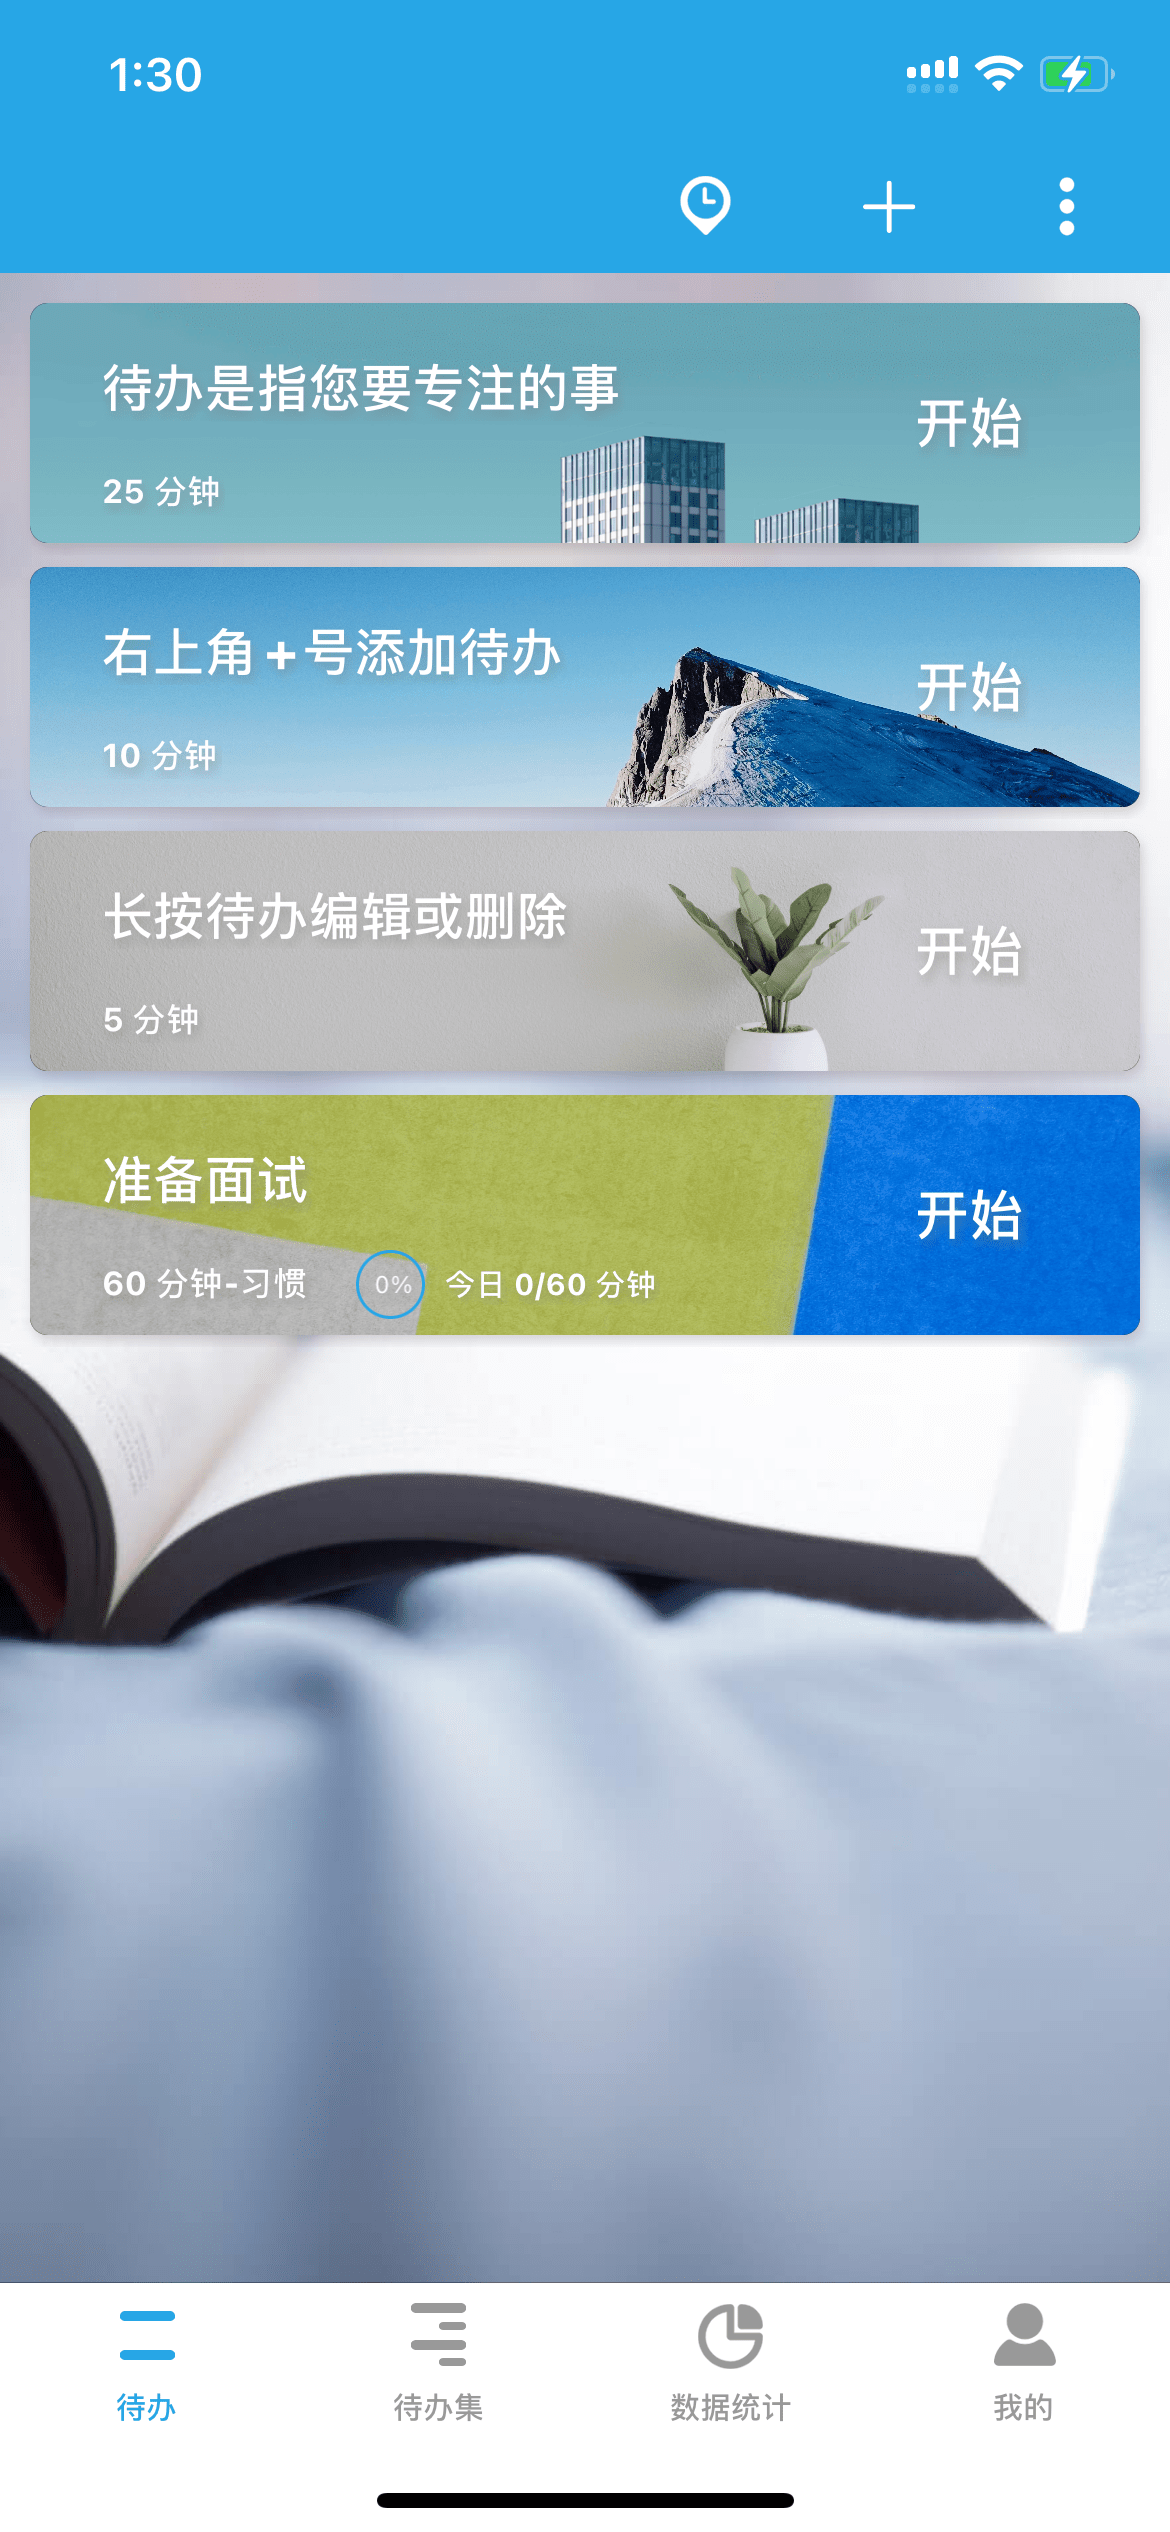 1:30
待办是指您要专注的事
开始
25 分钟
右上角+号添加待办
开始
10 分钟
长按待办编辑或删除
开始
5 分钟
准备面试
开始
60 分钟-习惯 0% 今日 0/60 分钟
待办 待办集 数据统计 我的